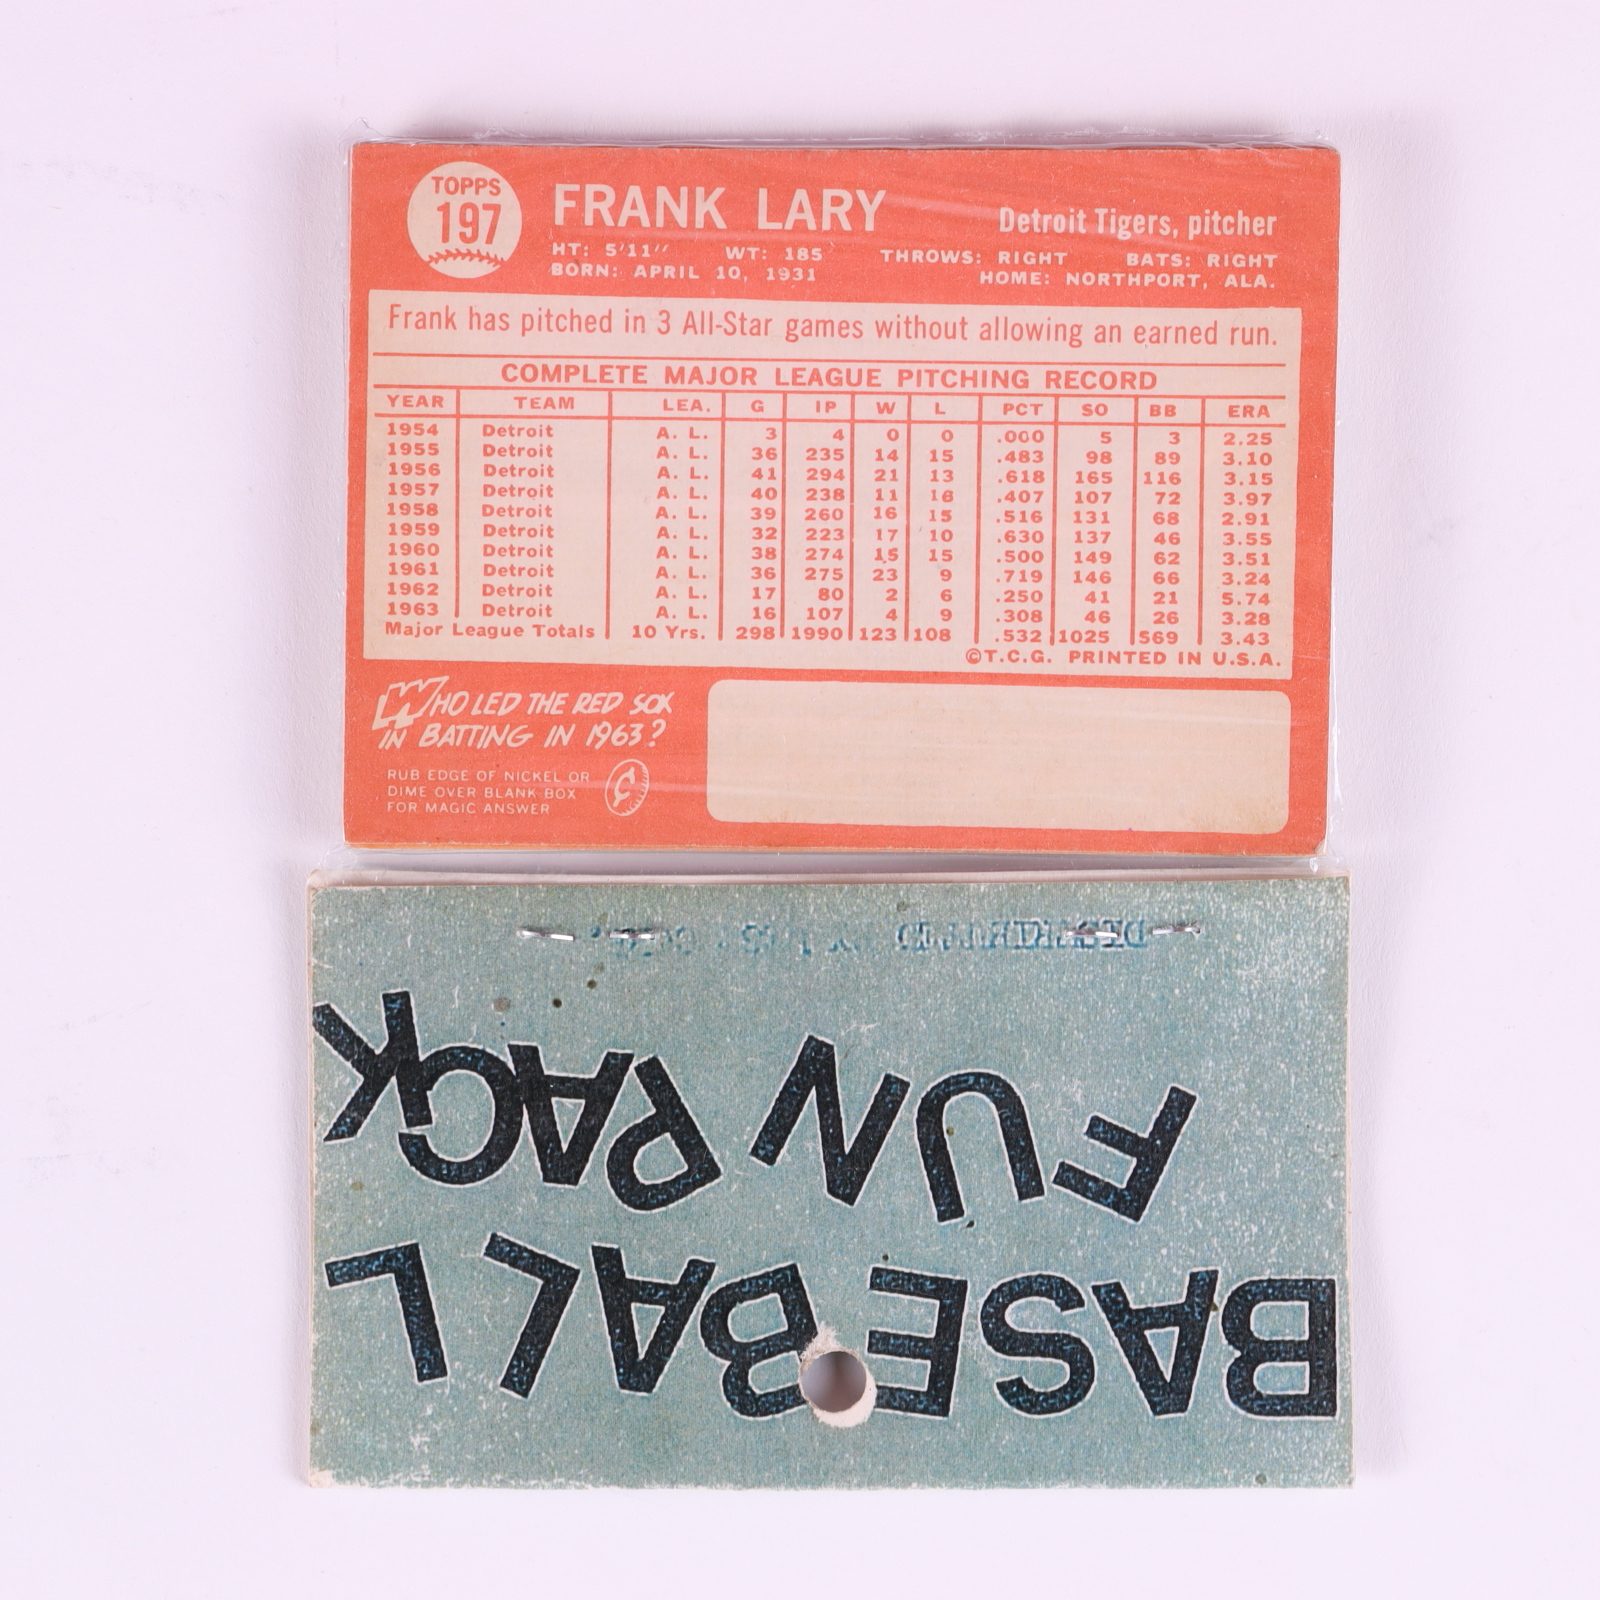 TOPPS
197
FRANK LARY
Detroit Tigers, pitcher
HT: 5'11" WT: 185 THROWS: RIGHT BATS: RIGHT
BORN: APRIL 10, 1931 HOME: NORTHPORT, ALA.
Frank has pitched in 3 All-Star games without allowing an earned run.
COMPLETE MAJOR LEAGUE PITCHING RECORD
YEAR TEAM LEA. G IP W L PCT SO BB ERA
1954 Detroit A. L. 3 4 0 0 .000 5 3 2.25
1955 Detroit A. L. 36 235 14 15 .483 98 89 3.10
1956 Detroit A. L. 41 294 21 13 .618 165 116 3.15
1957 Detroit A. L. 40 238 11 16 .407 107 72 3.97
1958 Detroit A. L. 39 260 16 15 .516 131 68 2.91
1959 Detroit A. L. 32 223 17 10 .630 137 46 3.55
1960 Detroit A. L. 38 274 15 15 .500 149 62 3.51
1961 Detroit A. L. 36 275 23 9 .719 146 66 3.24
1962 Detroit A. L. 17 80 2 6 .250 41 21 5.74
1963 Detroit A. L. 16 107 4 9 .308 46 26 3.28
Major League Totals 10 Yrs. 298 1990 123 108 .532 1025 569 3.43
©T.C.G. PRINTED IN U.S.A.
WHO LED THE RED SOX
IN BATTING IN 1963?
RUB EDGE OF NICKEL OR
DIME OVER BLANK BOX
FOR MAGIC ANSWER
BASEBALL
FUN PACK